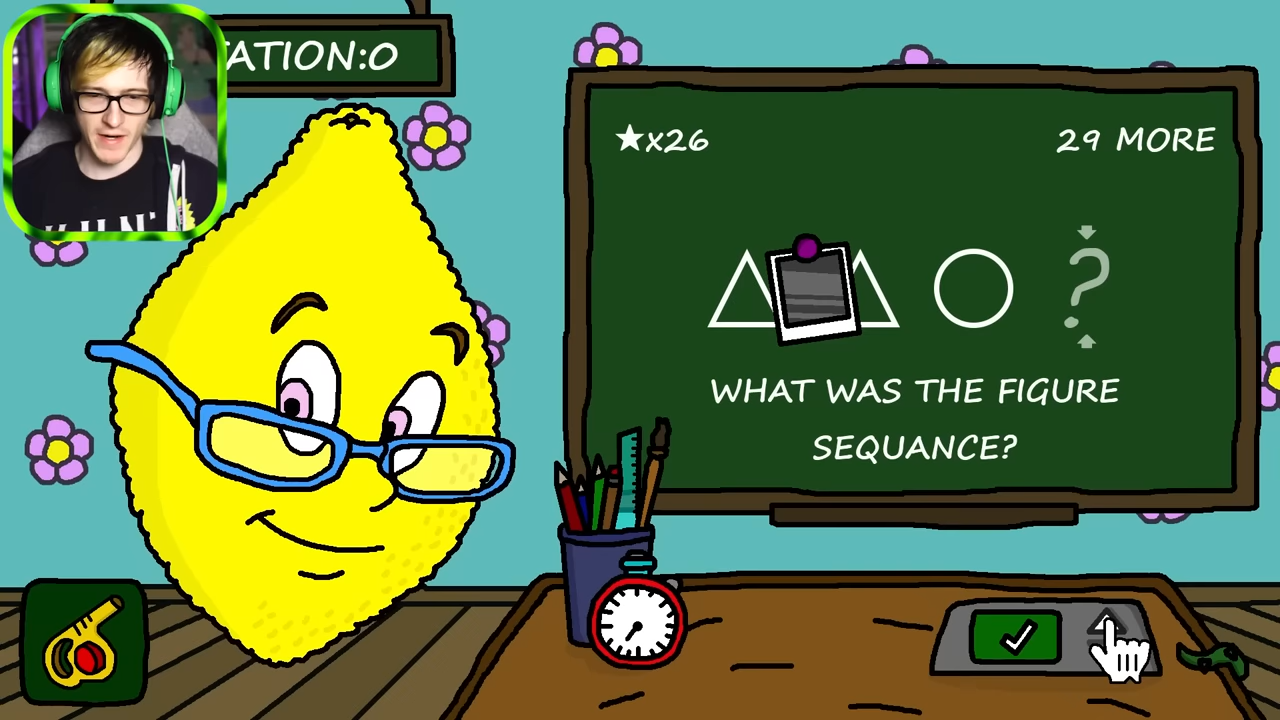 ATION:0
★x26
29 MORE
?
WHAT WAS THE FIGURE
SEQUANCE?